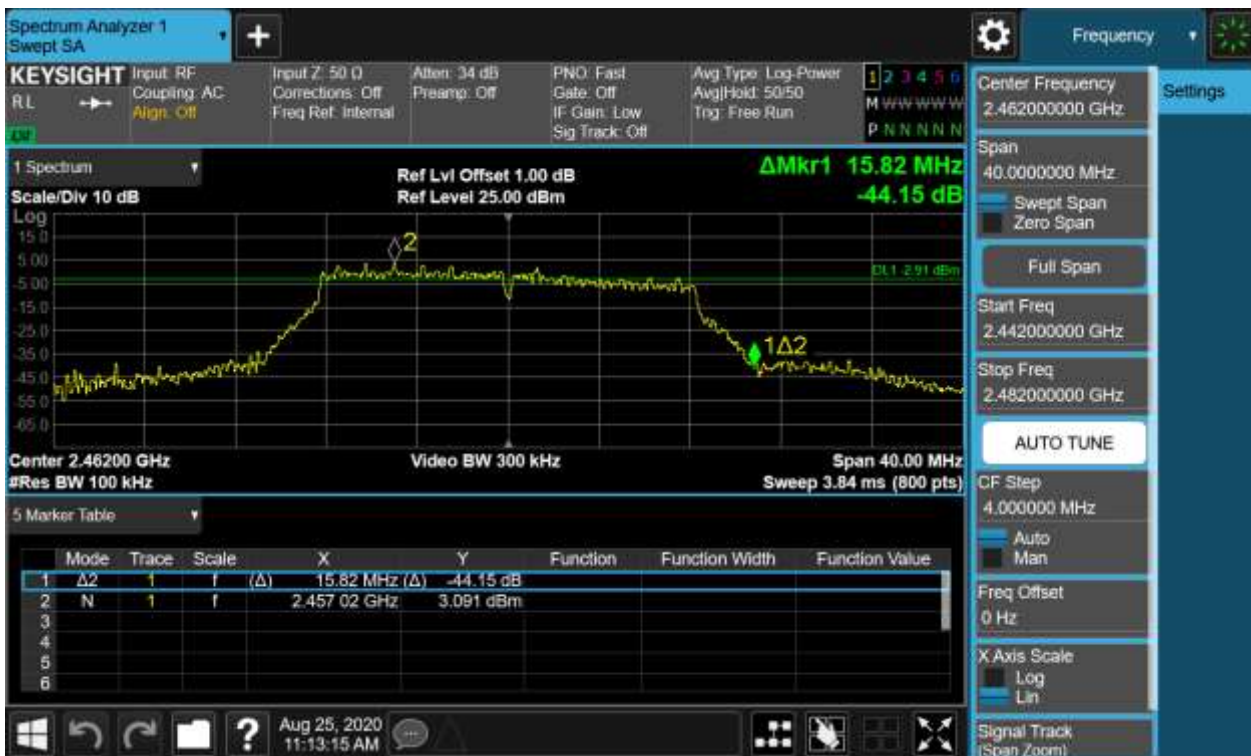 Spectrum Analyzer 1
Swept SA
Frequency
KEYSIGHT
RL
Input: RF
Coupling: AC
Align: Off
Input Z: 50 Ω
Corrections: Off
Freq Ref: Internal
Atten: 34 dB
Preamp: Off
PNO: Fast
Gate: Off
IF Gain: Low
Sig Track: Off
Avg Type: Log-Power
Avg|Hold: 50/50
Trig: Free Run
1 2 3 4 5 6
M W W W W W
P N N N N N
1 Spectrum
Scale/Div 10 dB
Ref Lvl Offset 1.00 dB
Ref Level 25.00 dBm
ΔMkr1 15.82 MHz
-44.15 dB
Log
15.0
5.00
-5.00
-15.0
-25.0
-35.0
-45.0
-55.0
-65.0
2
DL1 -2.91 dBm
1Δ2
Center 2.46200 GHz
#Res BW 100 kHz
Video BW 300 kHz
Span 40.00 MHz
Sweep 3.84 ms (800 pts)
5 Marker Table
Mode Trace Scale X Y Function Function Width Function Value
1 Δ2 1 f (Δ) 15.82 MHz (Δ) -44.15 dB
2 N 1 f 2.457 02 GHz 3.091 dBm
3
4
5
6
Aug 25, 2020
11:13:15 AM
Center Frequency
2.462000000 GHz
Span
40.0000000 MHz
Swept Span
Zero Span
Full Span
Start Freq
2.442000000 GHz
Stop Freq
2.482000000 GHz
AUTO TUNE
CF Step
4.000000 MHz
Auto
Man
Freq Offset
0 Hz
X Axis Scale
Log
Lin
Signal Track
(Span Zoom)
Settings